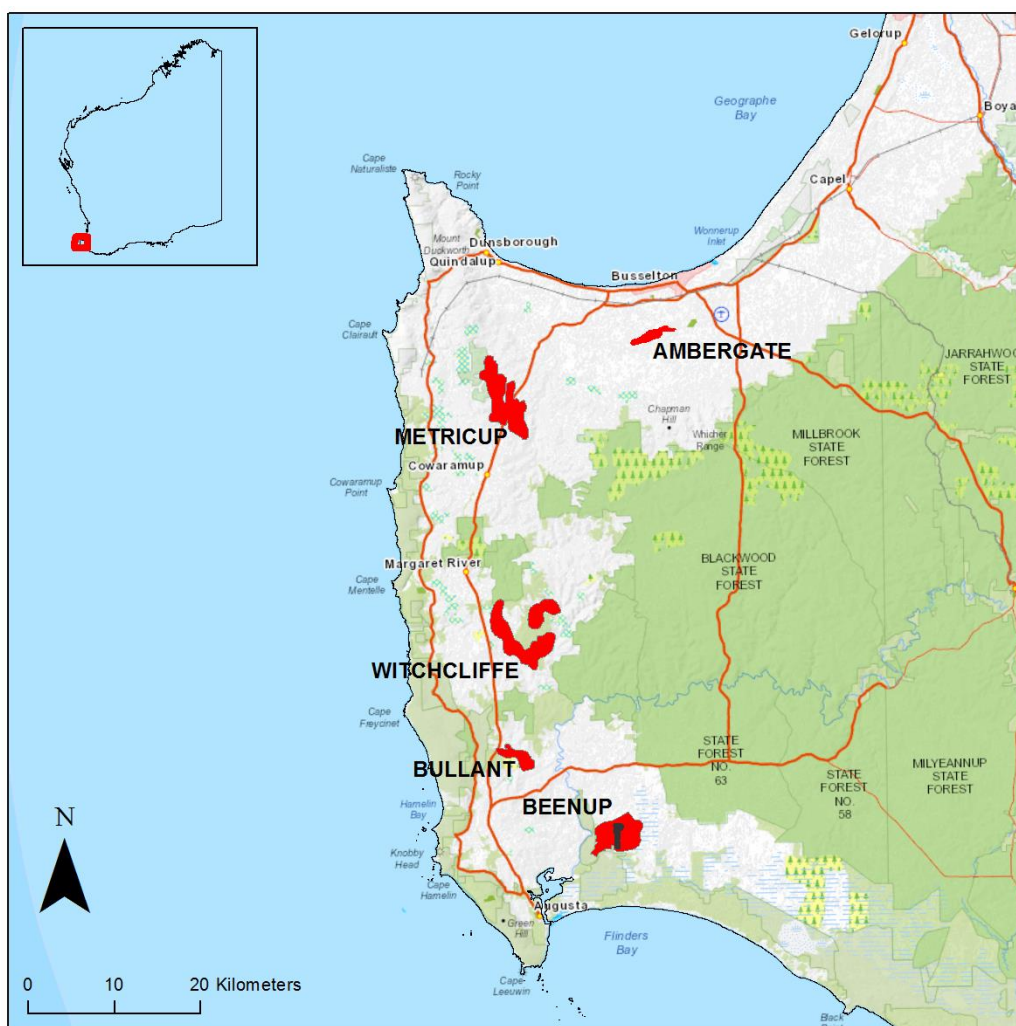 Gelorup
Geographe
Bay
Boya
Cape
Naturaliste
Rocky
Point
Capel
Mount
Duckworth
Dunsborough
Quindalup
Wonnerup
Inlet
Busselton
Cape
Clairault
AMBERGATE
JARRAHWOO
STATE
FOREST
METRICUP
Chapman
Hill
Whicher
Range
MILLBROOK
STATE
FOREST
Cowaramup
Cowaramup
Point
BLACKWOOD
STATE
FOREST
Margaret River
Cape
Mentelle
WITCHCLIFFE
Cape
Freycinet
STATE
FOREST
NO.
63
BULLANT
STATE
FOREST
NO.
58
MILYEANNUP
STATE
FOREST
BEENUP
Hamelin
Bay
N
Knobby
Head
Cape
Hamelin
Augusta
Green
Hill
Flinders
Bay
Cape
Leeuwin
0 10 20 Kilometers
Black